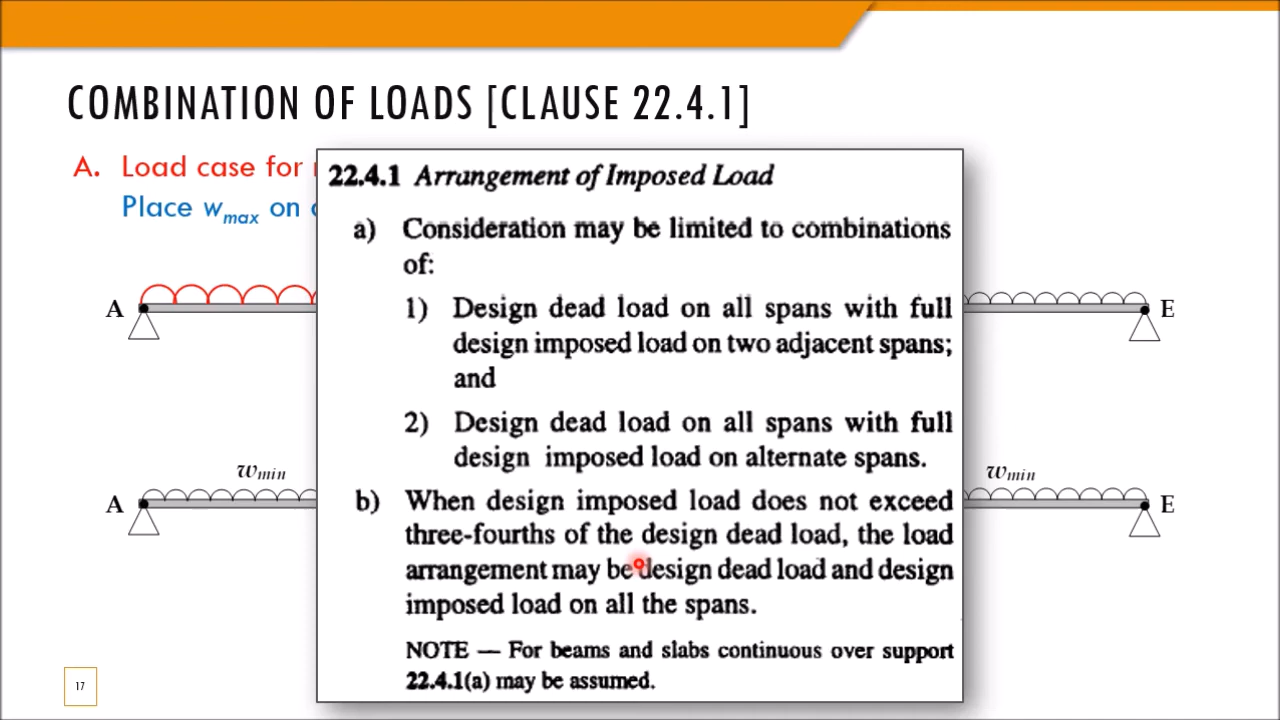 COMBINATION OF LOADS [CLAUSE 22.4.1]
A. Load case for
Place wmax on
22.4.1 Arrangement of Imposed Load
a) Consideration may be limited to combinations
of:
1) Design dead load on all spans with full
design imposed load on two adjacent spans;
and
2) Design dead load on all spans with full
design imposed load on alternate spans.
b) When design imposed load does not exceed
three-fourths of the design dead load, the load
arrangement may be design dead load and design
imposed load on all the spans.
NOTE — For beams and slabs continuous over support
22.4.1(a) may be assumed.
A
E
wmin
wmin
A
E
17